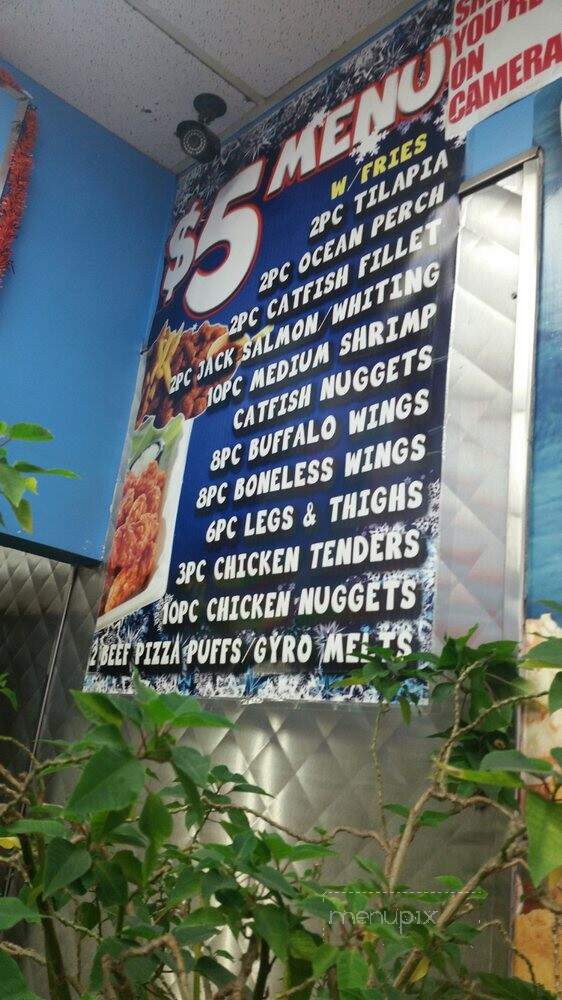 YOU'RE
ON
CAMERA
$5 MENU
W/FRIES
2PC TILAPIA
2PC OCEAN PERCH
2PC CATFISH FILLET
2PC JACK SALMON/WHITING
10PC MEDIUM SHRIMP
CATFISH NUGGETS
8PC BUFFALO WINGS
8PC BONELESS WINGS
6PC LEGS & THIGHS
3PC CHICKEN TENDERS
10PC CHICKEN NUGGETS
2 BEEF PIZZA PUFFS/GYRO MELTS
menupix